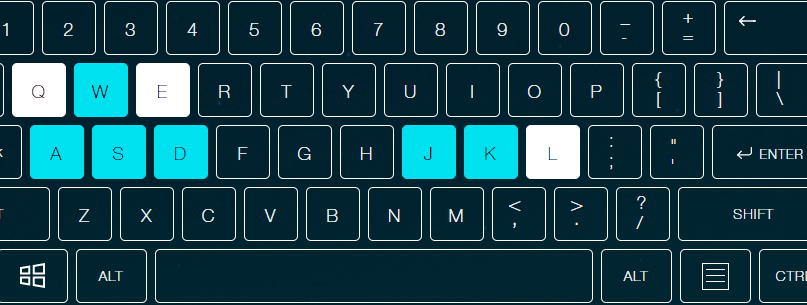 1 2 3 4 5 6 7 8 9 0 _ - + = ←
Q W E R T Y U I O P { [ } ] | \
A S D F G H J K L : ; " ' ↵ ENTER
Z X C V B N M < , > . ? / SHIFT
ALT ALT CTRL